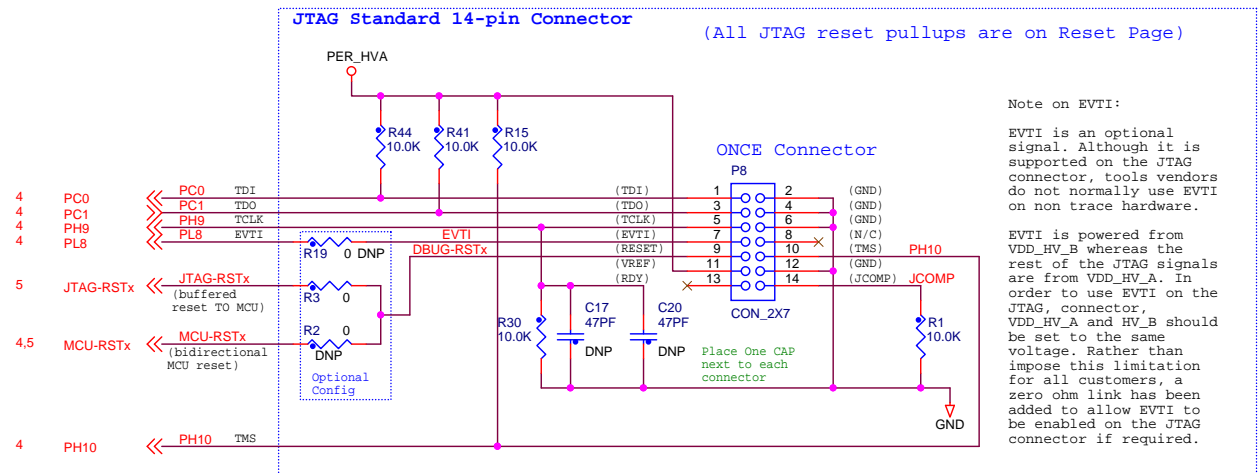 JTAG Standard 14-pin Connector
(All JTAG reset pullups are on Reset Page)
PER_HVA
R44
10.0K
R41
10.0K
R15
10.0K
ONCE Connector
P8
4 PC0 PC0 TDI (TDI) 1 2 (GND)
4 PC1 PC1 TDO (TDO) 3 4 (GND)
4 PH9 PH9 TCLK (TCLK) 5 6 (GND)
4 PL8 PL8 EVTI EVTI (EVTI) 7 8 (N/C)
R19 0 DNP
DBUG-RSTx (RESET) 9 10 (TMS) PH10
(VREF) 11 12 (GND)
(RDY) 13 14 (JCOMP) JCOMP
CON_2X7
5 JTAG-RSTx JTAG-RSTx
(buffered
reset TO MCU)
R3 0
4,5 MCU-RSTx MCU-RSTx
(bidirectional
MCU reset)
R2 0
DNP
Optional
Config
R30
10.0K
C17
47PF
DNP
C20
47PF
DNP
Place One CAP
next to each
connector
R1
10.0K
GND
4 PH10 PH10 TMS
Note on EVTI:
EVTI is an optional
signal. Although it is
supported on the JTAG
connector, tools vendors
do not normally use EVTI
on non trace hardware.
EVTI is powered from
VDD_HV_B whereas the
rest of the JTAG signals
are from VDD_HV_A. In
order to use EVTI on the
JTAG, connector,
VDD_HV_A and HV_B should
be set to the same
voltage. Rather than
impose this limitation
for all customers, a
zero ohm link has been
added to allow EVTI to
be enabled on the JTAG
connector if required.